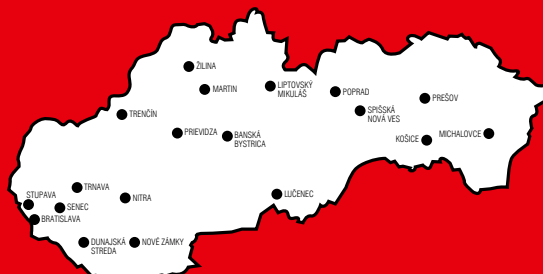 ŽILINA
MARTIN
LIPTOVSKÝ
MIKULÁŠ
POPRAD
SPIŠSKÁ
NOVÁ VES
PREŠOV
TRENČÍN
PRIEVIDZA
BANSKÁ
BYSTRICA
KOŠICE
MICHALOVCE
STUPAVA
TRNAVA
SENEC
NITRA
LUČENEC
BRATISLAVA
DUNAJSKÁ
STREDA
NOVÉ ZÁMKY